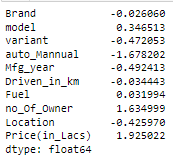 Brand -0.026060
model 0.346513
variant -0.472053
auto_Mannual -1.678202
Mfg_year -0.492413
Driven_in_km -0.034443
Fuel 0.031994
no_Of_Owner 1.634999
Location -0.425970
Price(in_Lacs) 1.925022
dtype: float64